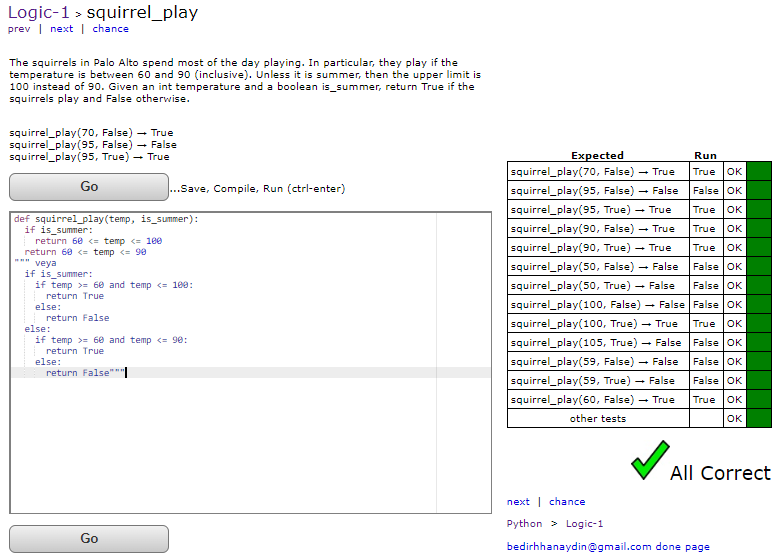 Logic-1 > squirrel_play
prev | next | chance
The squirrels in Palo Alto spend most of the day playing. In particular, they play if the
temperature is between 60 and 90 (inclusive). Unless it is summer, then the upper limit is
100 instead of 90. Given an int temperature and a boolean is_summer, return True if the
squirrels play and False otherwise.
squirrel_play(70, False) → True
squirrel_play(95, False) → False
squirrel_play(95, True) → True
Go
...Save, Compile, Run (ctrl-enter)
def squirrel_play(temp, is_summer):
  if is_summer:
    return 60 <= temp <= 100
  return 60 <= temp <= 90
""" veya
  if is_summer:
    if temp >= 60 and temp <= 100:
      return True
    else:
      return False
  else:
    if temp >= 60 and temp <= 90:
      return True
    else:
      return False"""
Go
Expected Run
squirrel_play(70, False) → True True OK
squirrel_play(95, False) → False False OK
squirrel_play(95, True) → True True OK
squirrel_play(90, False) → True True OK
squirrel_play(90, True) → True True OK
squirrel_play(50, False) → False False OK
squirrel_play(50, True) → False False OK
squirrel_play(100, False) → False False OK
squirrel_play(100, True) → True True OK
squirrel_play(105, True) → False False OK
squirrel_play(59, False) → False False OK
squirrel_play(59, True) → False False OK
squirrel_play(60, False) → True True OK
other tests OK
All Correct
next | chance
Python > Logic-1
bedirhhanaydin@gmail.com done page